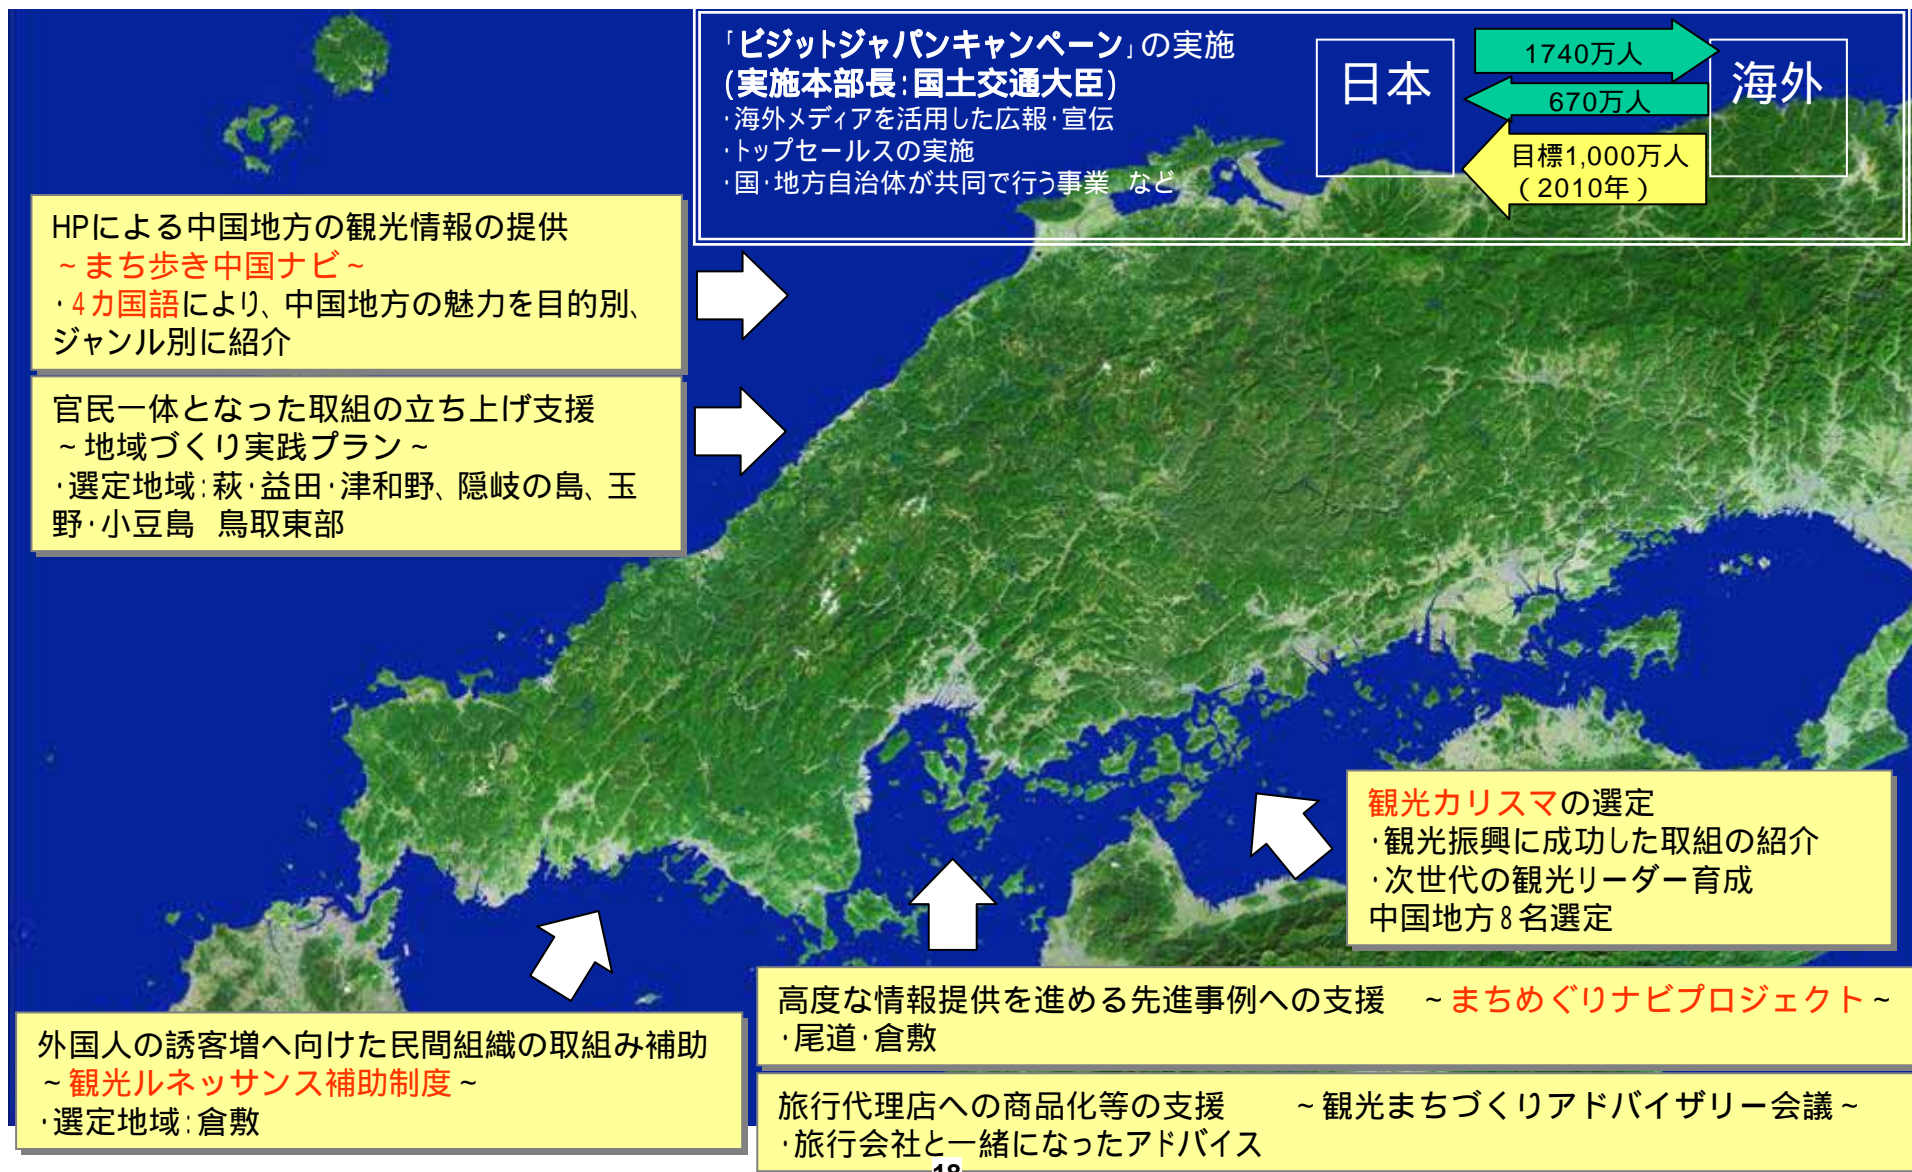 「ビジットジャパンキャンペーン」の実施
(実施本部長:国土交通大臣)
・海外メディアを活用した広報・宣伝
・トップセールスの実施
・国・地方自治体が共同で行う事業 など
日本
1740万人
670万人
目標1,000万人
(2010年)
海外
HPによる中国地方の観光情報の提供
~まち歩き中国ナビ~
・4カ国語により、中国地方の魅力を目的別、
ジャンル別に紹介
官民一体となった取組の立ち上げ支援
~地域づくり実践プラン~
・選定地域:萩・益田・津和野、隠岐の島、玉
野・小豆島 鳥取東部
観光カリスマの選定
・観光振興に成功した取組の紹介
・次世代の観光リーダー育成
中国地方8名選定
高度な情報提供を進める先進事例への支援 ~まちめぐりナビプロジェクト~
・尾道・倉敷
外国人の誘客増へ向けた民間組織の取組み補助
~観光ルネッサンス補助制度~
・選定地域:倉敷
旅行代理店への商品化等の支援 ~観光まちづくりアドバイザリー会議~
・旅行会社と一緒になったアドバイス
18